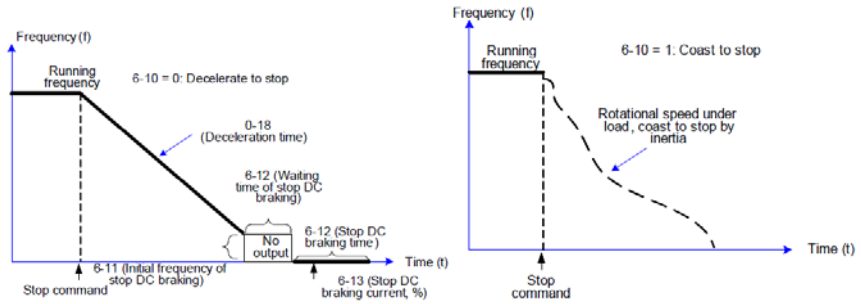 Frequency (f)
Running
frequency
6-10 = 0: Decelerate to stop
0-18
(Deceleration time)
6-12 (Waiting
time of stop DC
braking)
No
output
6-12 (Stop DC
braking time)
Time (t)
6-11 (Initial frequency of
stop DC braking)
6-13 (Stop DC
braking current, %)
Stop command
Frequency (f)
Running
frequency
6-10 = 1: Coast to stop
Rotational speed under
load, coast to stop by
inertia
Time (t)
Stop
command